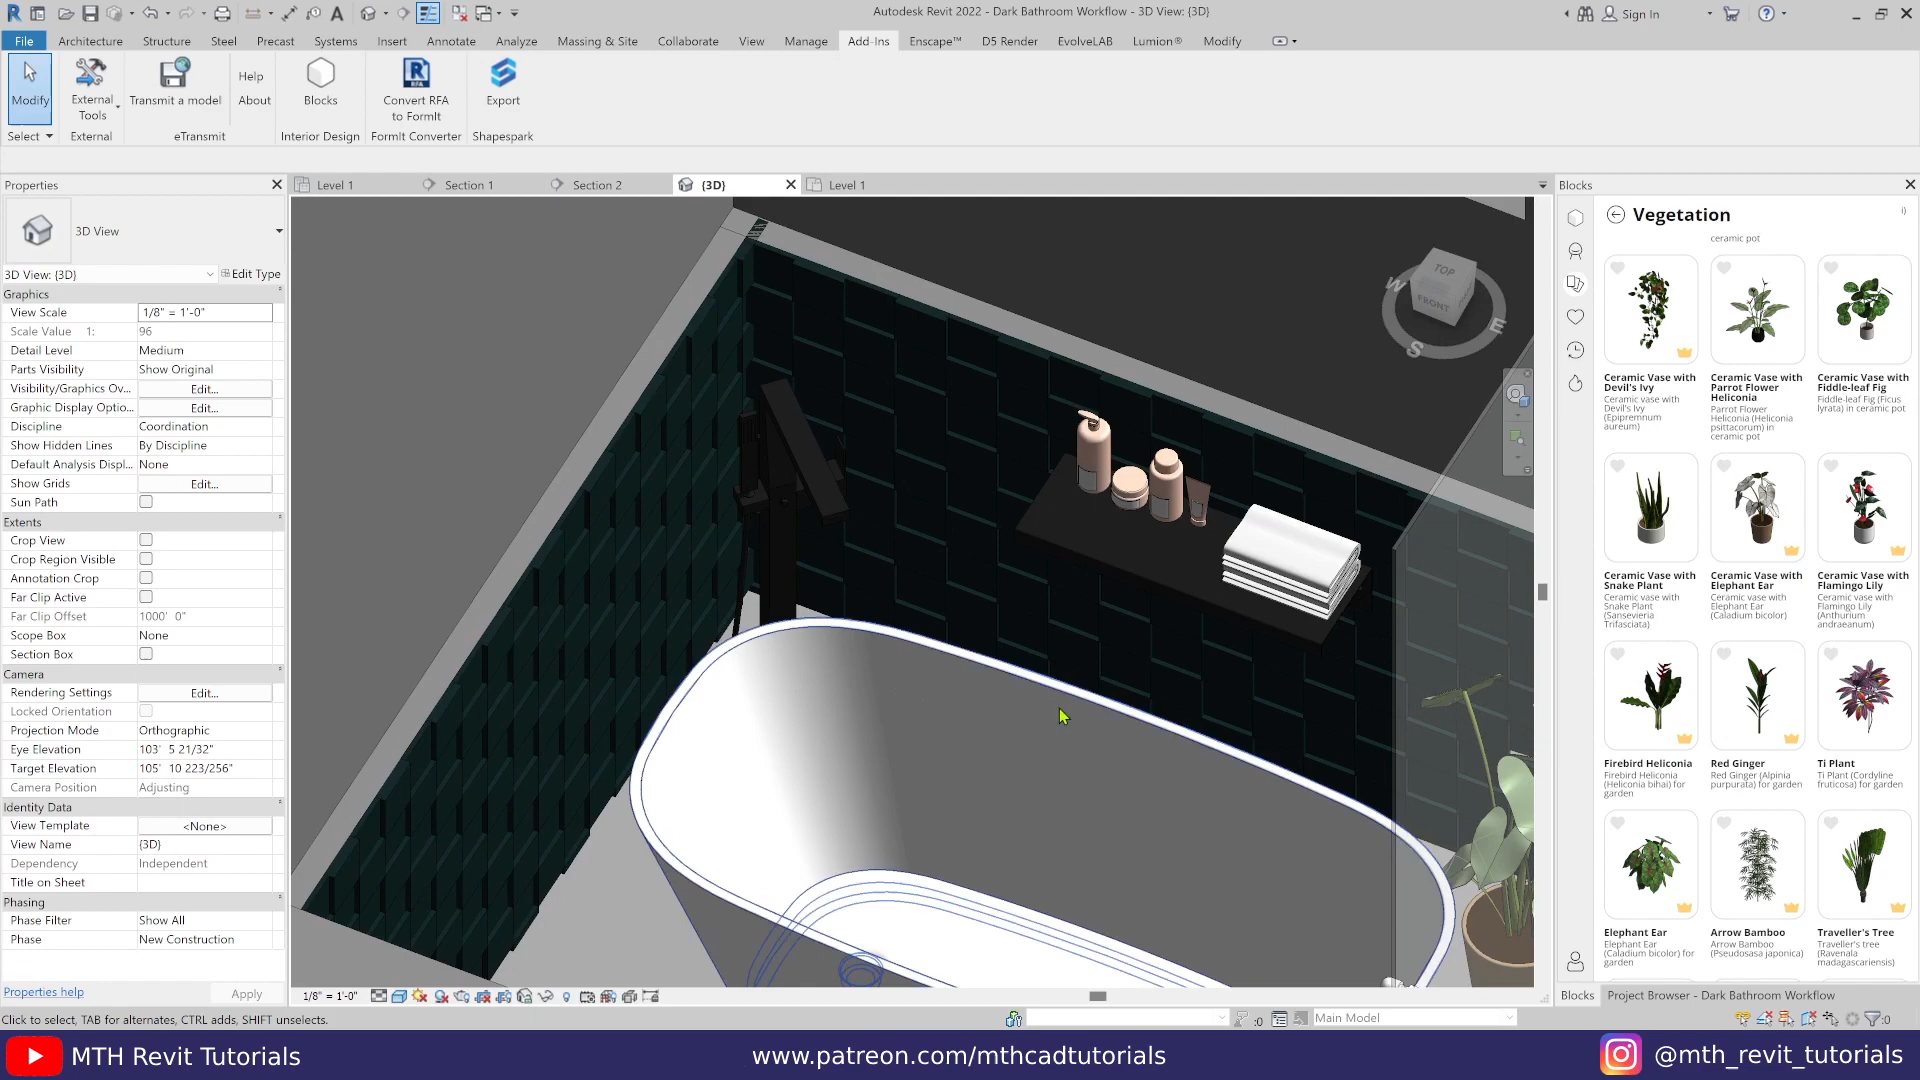 Autodesk Revit 2022 - Dark Bathroom Workflow - 3D View: {3D}
Sign In
File Architecture Structure Steel Precast Systems Insert Annotate Analyze Massing & Site Collaborate View Manage Add-Ins Enscape™ D5 Render EvolveLAB Lumion® Modify
Modify
External Tools
Transmit a model
Help
About
Blocks
Convert RFA to FormIt
Export
Select External eTransmit Interior Design FormIt Converter Shapespark
Properties
Level 1 Section 1 Section 2 {3D} Level 1
Blocks
3D View
3D View: {3D} Edit Type
Graphics
View Scale 1/8" = 1'-0"
Scale Value 1: 96
Detail Level Medium
Parts Visibility Show Original
Visibility/Graphics Ov... Edit...
Graphic Display Optio... Edit...
Discipline Coordination
Show Hidden Lines By Discipline
Default Analysis Displ... None
Show Grids Edit...
Sun Path
Extents
Crop View
Crop Region Visible
Annotation Crop
Far Clip Active
Far Clip Offset 1000' 0"
Scope Box None
Section Box
Camera
Rendering Settings Edit...
Locked Orientation
Projection Mode Orthographic
Eye Elevation 103' 5 21/32"
Target Elevation 105' 10 223/256"
Camera Position Adjusting
Identity Data
View Template <None>
View Name {3D}
Dependency Independent
Title on Sheet
Phasing
Phase Filter Show All
Phase New Construction
Properties help Apply
TOP
FRONT
W
S
E
Vegetation
ceramic pot
Ceramic Vase with Devil's Ivy
Ceramic vase with Devil's Ivy (Epipremnum aureum)
Ceramic Vase with Parrot Flower Heliconia
Parrot Flower Heliconia (Heliconia psittacorum) in ceramic pot
Ceramic Vase with Fiddle-leaf Fig
Fiddle-leaf Fig (Ficus lyrata) in ceramic pot
Ceramic Vase with Snake Plant
Ceramic vase with Snake Plant (Sansevieria Trifasciata)
Ceramic Vase with Elephant Ear
Ceramic vase with Elephant Ear (Caladium bicolor)
Ceramic Vase with Flamingo Lily
Ceramic vase with Flamingo Lily (Anthurium andraeanum)
Firebird Heliconia
Firebird Heliconia (Heliconia bihai) for garden
Red Ginger
Red Ginger (Alpinia purpurata) for garden
Ti Plant
Ti Plant (Cordyline fruticosa) for garden
Elephant Ear
Elephant Ear (Caladium bicolor) for garden
Arrow Bamboo
Arrow Bamboo (Pseudosasa japonica)
Traveller's Tree
Traveller's tree (Ravenala madagascariensis)
1/8" = 1'-0"
Blocks Project Browser - Dark Bathroom Workflow
Click to select, TAB for alternates, CTRL adds, SHIFT unselects.
:0
Main Model
:0
MTH Revit Tutorials
www.patreon.com/mthcadtutorials
@mth_revit_tutorials